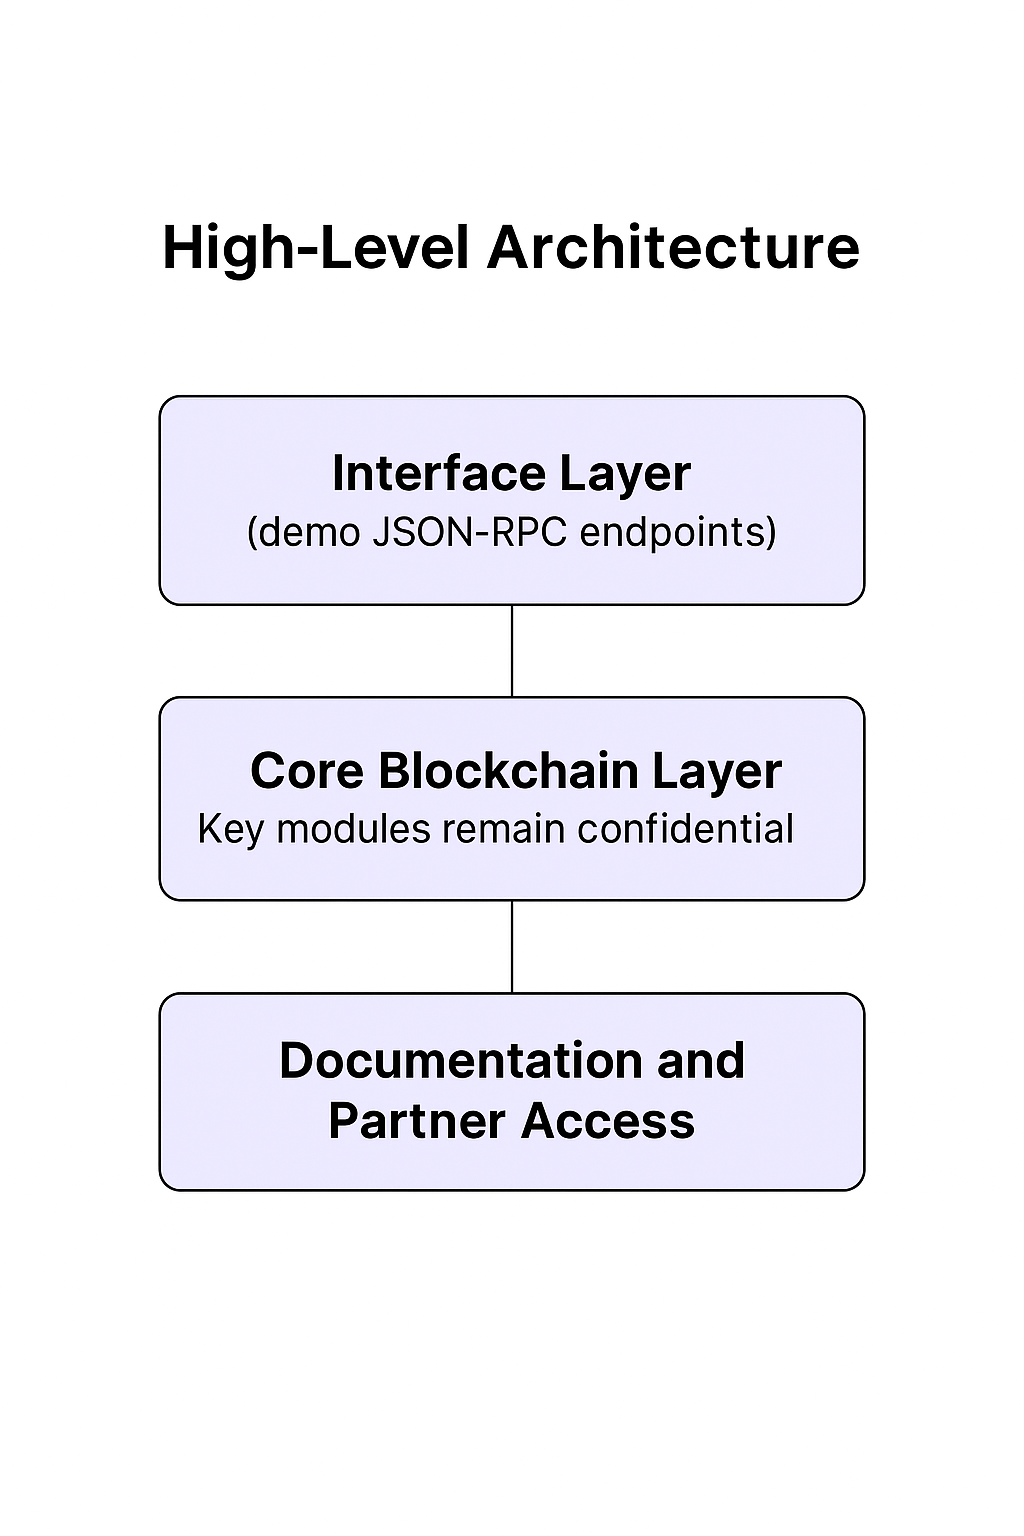 High-Level Architecture
Interface Layer
(demo JSON-RPC endpoints)
Core Blockchain Layer
Key modules remain confidential
Documentation and
Partner Access